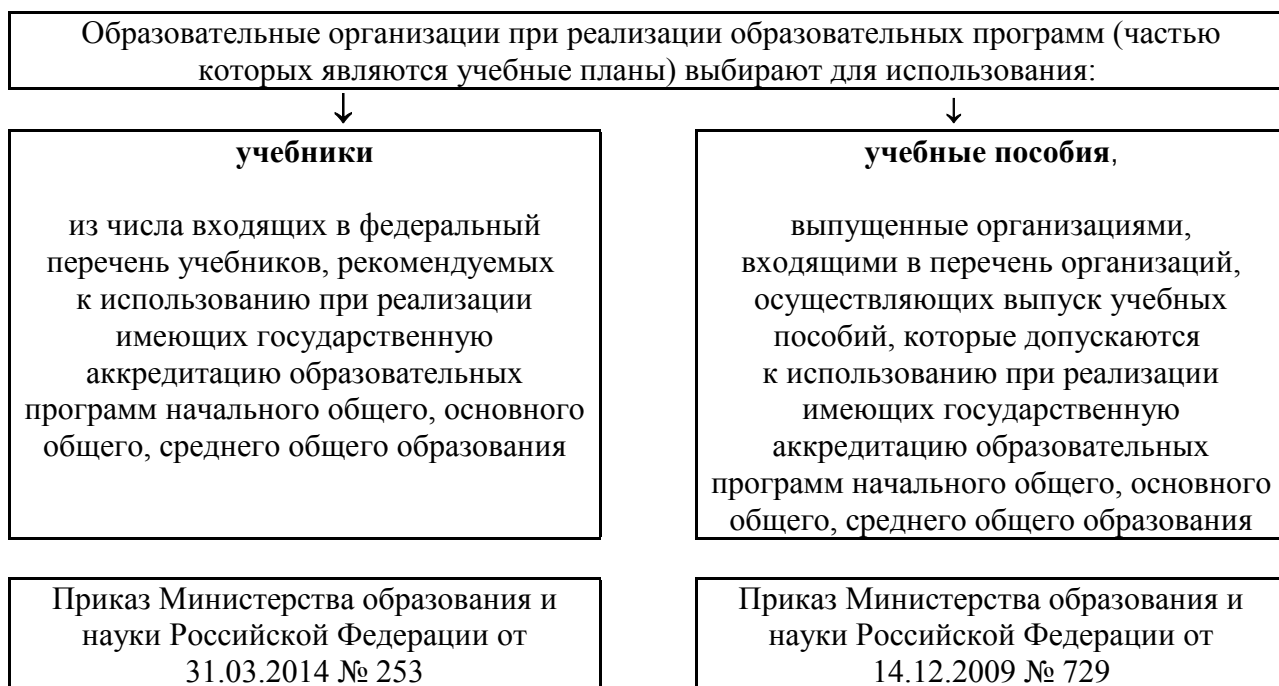 Образовательные организации при реализации образовательных программ (частью
которых являются учебные планы) выбирают для использования:
учебники
из числа входящих в федеральный
перечень учебников, рекомендуемых
к использованию при реализации
имеющих государственную
аккредитацию образовательных
программ начального общего, основного
общего, среднего общего образования
учебные пособия,
выпущенные организациями,
входящими в перечень организаций,
осуществляющих выпуск учебных
пособий, которые допускаются
к использованию при реализации
имеющих государственную
аккредитацию образовательных
программ начального общего, основного
общего, среднего общего образования
Приказ Министерства образования и
науки Российской Федерации от
31.03.2014 № 253
Приказ Министерства образования и
науки Российской Федерации от
14.12.2009 № 729